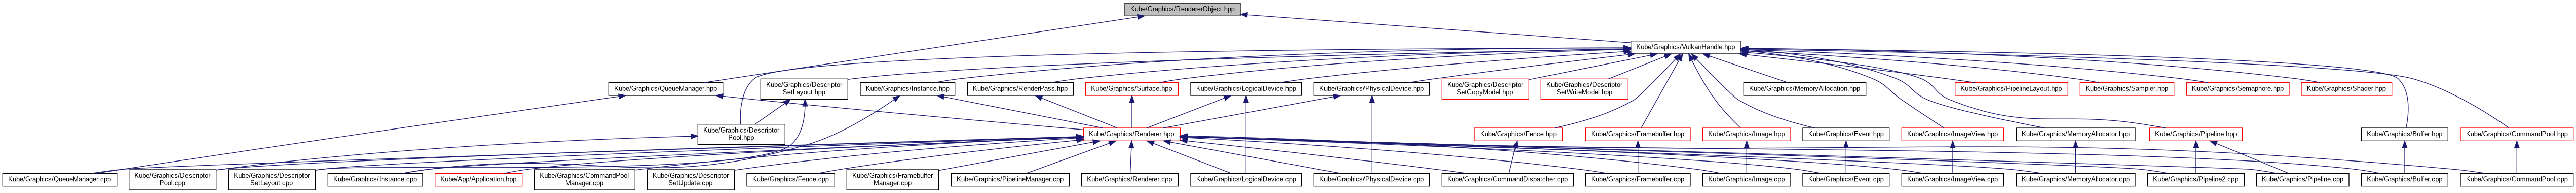 Kube/Graphics/RendererObject.hpp
Kube/Graphics/VulkanHandle.hpp
Kube/Graphics/QueueManager.hpp
Kube/Graphics/Descriptor
SetLayout.hpp
Kube/Graphics/Instance.hpp
Kube/Graphics/RenderPass.hpp
Kube/Graphics/Surface.hpp
Kube/Graphics/LogicalDevice.hpp
Kube/Graphics/PhysicalDevice.hpp
Kube/Graphics/Descriptor
SetCopyModel.hpp
Kube/Graphics/Descriptor
SetWriteModel.hpp
Kube/Graphics/MemoryAllocation.hpp
Kube/Graphics/PipelineLayout.hpp
Kube/Graphics/Sampler.hpp
Kube/Graphics/Semaphore.hpp
Kube/Graphics/Shader.hpp
Kube/Graphics/Descriptor
Pool.hpp
Kube/Graphics/Renderer.hpp
Kube/Graphics/Fence.hpp
Kube/Graphics/Framebuffer.hpp
Kube/Graphics/Image.hpp
Kube/Graphics/Event.hpp
Kube/Graphics/ImageView.hpp
Kube/Graphics/MemoryAllocator.hpp
Kube/Graphics/Pipeline.hpp
Kube/Graphics/Buffer.hpp
Kube/Graphics/CommandPool.hpp
Kube/Graphics/QueueManager.cpp
Kube/Graphics/Descriptor
Pool.cpp
Kube/Graphics/Descriptor
SetLayout.cpp
Kube/Graphics/Instance.cpp
Kube/App/Application.hpp
Kube/Graphics/CommandPool
Manager.cpp
Kube/Graphics/Descriptor
SetUpdate.cpp
Kube/Graphics/Fence.cpp
Kube/Graphics/Framebuffer
Manager.cpp
Kube/Graphics/PipelineManager.cpp
Kube/Graphics/Renderer.cpp
Kube/Graphics/LogicalDevice.cpp
Kube/Graphics/PhysicalDevice.cpp
Kube/Graphics/CommandDispatcher.cpp
Kube/Graphics/Framebuffer.cpp
Kube/Graphics/Image.cpp
Kube/Graphics/Event.cpp
Kube/Graphics/ImageView.cpp
Kube/Graphics/MemoryAllocator.cpp
Kube/Graphics/Pipeline2.cpp
Kube/Graphics/Pipeline.cpp
Kube/Graphics/Buffer.cpp
Kube/Graphics/CommandPool.cpp